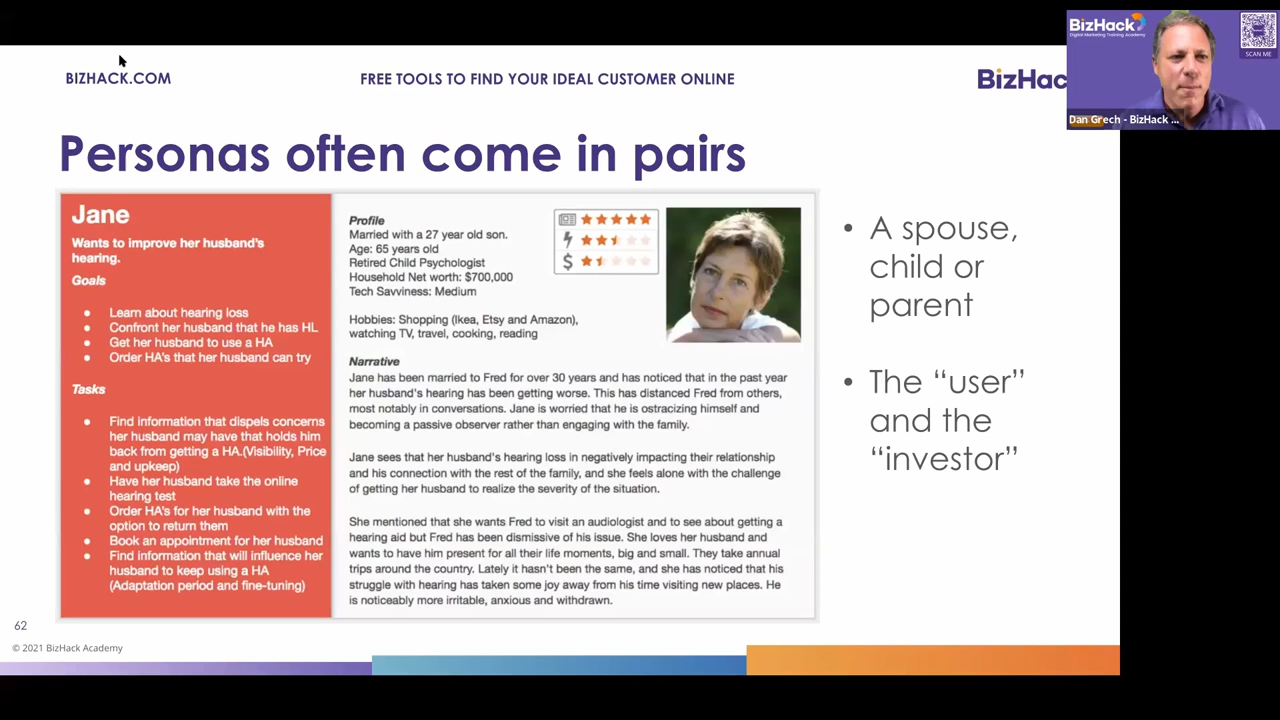 BIZHACK.COM
FREE TOOLS TO FIND YOUR IDEAL CUSTOMER ONLINE
BizHac
BizHack
Digital Marketing Training Academy
SCAN ME
Dan Grech - BizHack ...
Personas often come in pairs
Jane
Wants to improve her husband's
hearing.
Goals
● Learn about hearing loss
● Confront her husband that he has HL
● Get her husband to use a HA
● Order HA's that her husband can try
Tasks
● Find information that dispels concerns
her husband may have that holds him
back from getting a HA.(Visibility, Price
and upkeep)
● Have her husband take the online
hearing test
● Order HA's for her husband with the
option to return them
● Book an appointment for her husband
● Find information that will influence her
husband to keep using a HA
(Adaptation period and fine-tuning)
Profile
Married with a 27 year old son.
Age: 65 years old
Retired Child Psychologist
Household Net worth: $700,000
Tech Savviness: Medium
Hobbies: Shopping (Ikea, Etsy and Amazon),
watching TV, travel, cooking, reading
$
Narrative
Jane has been married to Fred for over 30 years and has noticed that in the past year
her husband's hearing has been getting worse. This has distanced Fred from others,
most notably in conversations. Jane is worried that he is ostracizing himself and
becoming a passive observer rather than engaging with the family.
Jane sees that her husband's hearing loss in negatively impacting their relationship
and his connection with the rest of the family, and she feels alone with the challenge
of getting her husband to realize the severity of the situation.
She mentioned that she wants Fred to visit an audiologist and to see about getting a
hearing aid but Fred has been dismissive of his issue. She loves her husband and
wants to have him present for all their life moments, big and small. They take annual
trips around the country. Lately it hasn't been the same, and she has noticed that his
struggle with hearing has taken some joy away from his time visiting new places. He
is noticeably more irritable, anxious and withdrawn.
• A spouse,
child or
parent
• The “user”
and the
“investor”
62
© 2021 BizHack Academy